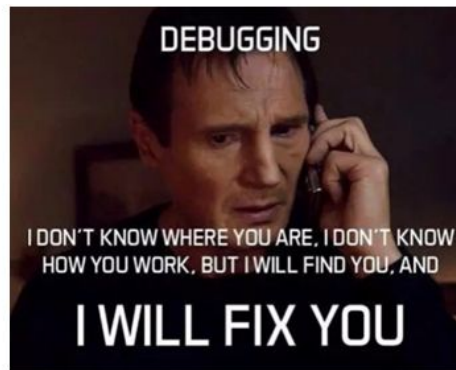 DEBUGGING
I DON'T KNOW WHERE YOU ARE, I DON'T KNOW
HOW YOU WORK, BUT I WILL FIND YOU, AND
I WILL FIX YOU